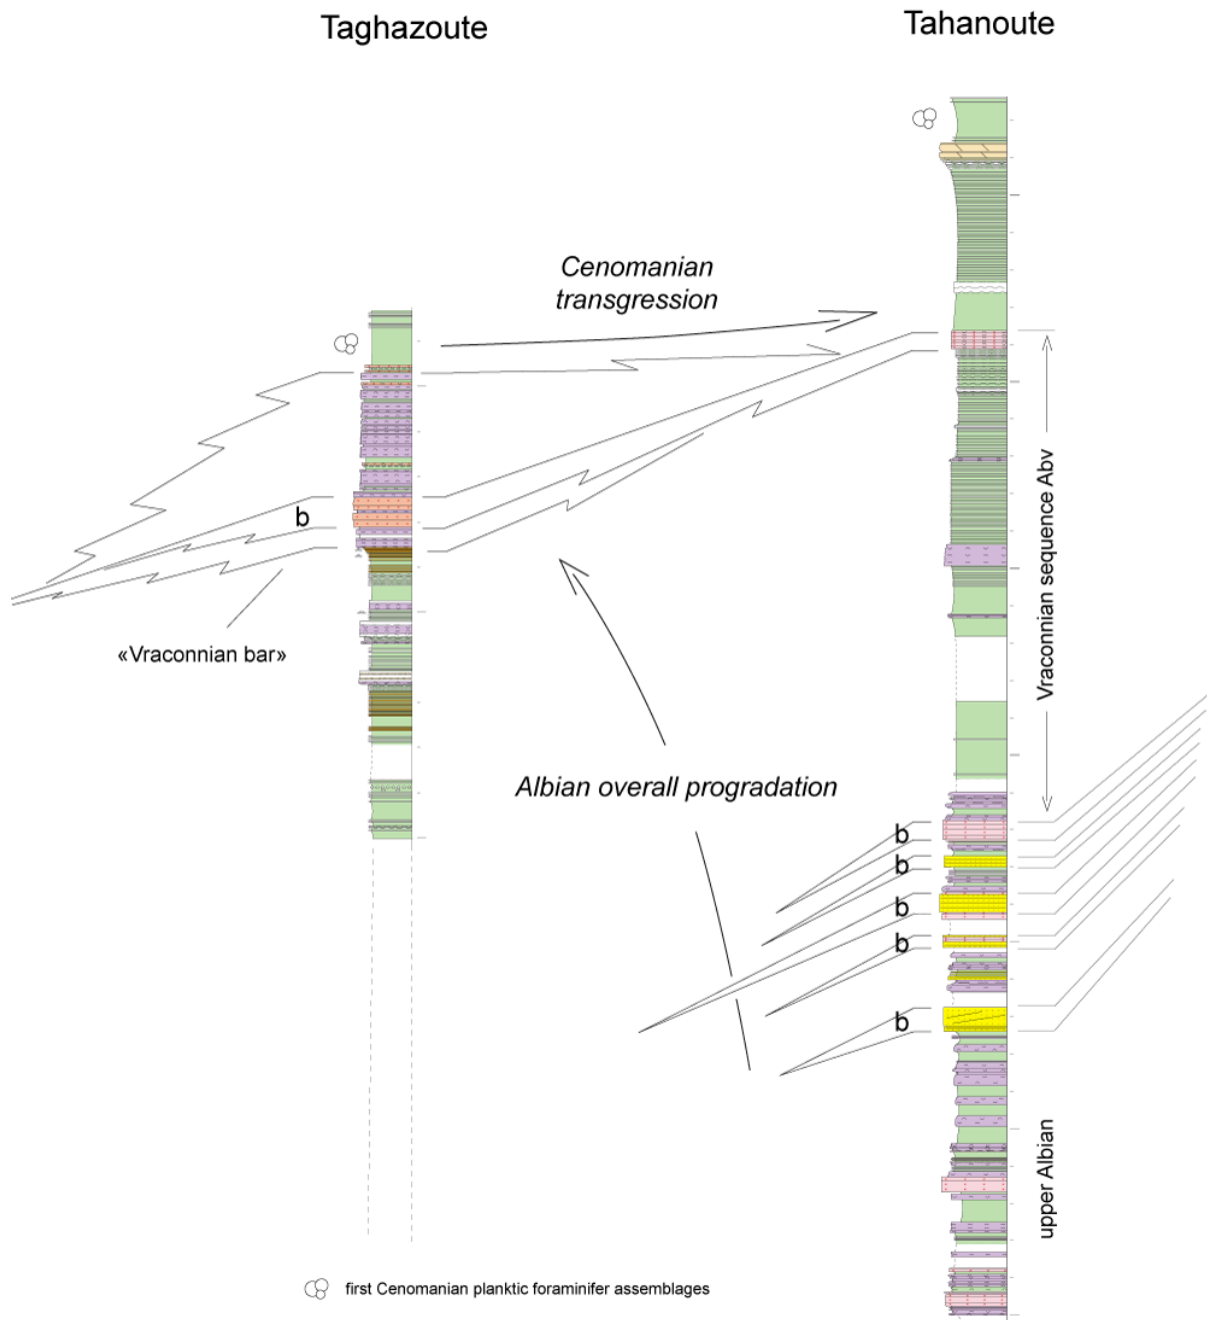 Taghazoute
Tahanoute
Cenomanian
transgression
b
«Vraconnian bar»
Vraconnian sequence Abv
Albian overall progradation
b
b
b
b
b
upper Albian
first Cenomanian planktic foraminifer assemblages